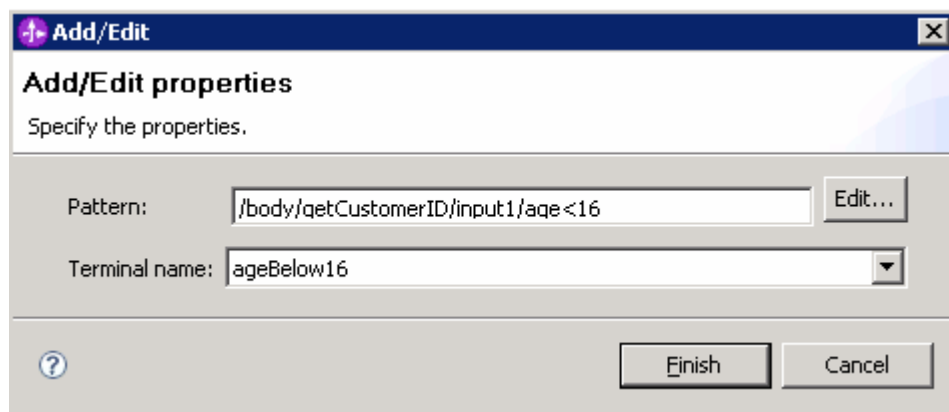 Add/Edit
Add/Edit properties
Specify the properties.
Pattern: /body/getCustomerID/input1/age<16 Edit...
Terminal name: ageBelow16
? Finish Cancel